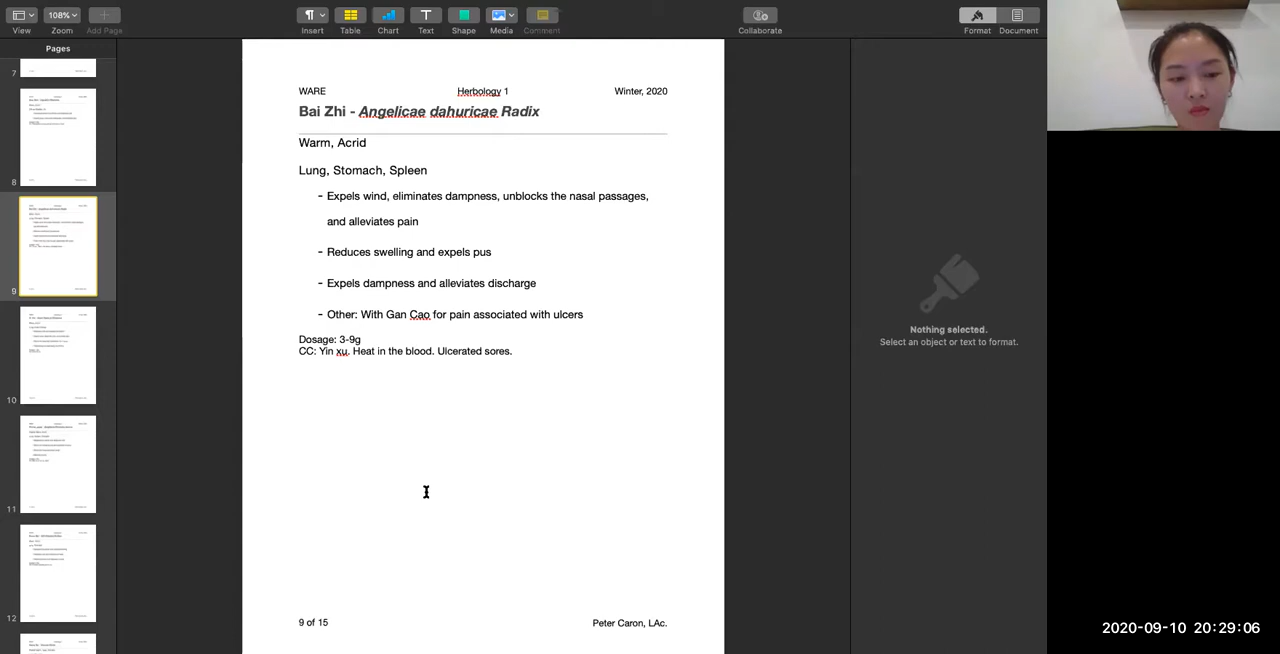 108%
View
Zoom
Add Page
Insert
Table
Chart
Text
Shape
Media
Comment
Collaborate
Format
Document
Pages
7
8
9
10
11
12
WARE Herbology 1 Winter, 2020
Bai Zhi - Angelicae dahuricae Radix
Warm, Acrid
Lung, Stomach, Spleen
- Expels wind, eliminates dampness, unblocks the nasal passages,
and alleviates pain
- Reduces swelling and expels pus
- Expels dampness and alleviates discharge
- Other: With Gan Cao for pain associated with ulcers
Dosage: 3-9g
CC: Yin xu. Heat in the blood. Ulcerated sores.
9 of 15 Peter Caron, LAc.
Nothing selected.
Select an object or text to format.
2020-09-10 20:29:06